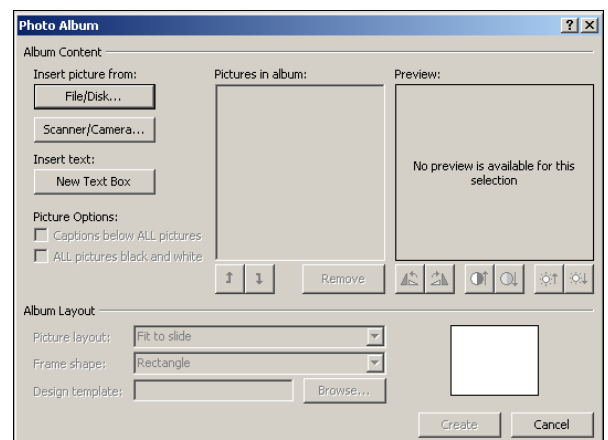 Photo Album
Album Content
Insert picture from:
Pictures in album:
Preview:
File/Disk...
Scanner/Camera...
Insert text:
New Text Box
No preview is available for this
selection
Picture Options:
Captions below ALL pictures
ALL pictures black and white
Remove
Album Layout
Picture layout:
Fit to slide
Frame shape:
Rectangle
Design template:
Browse...
Create
Cancel